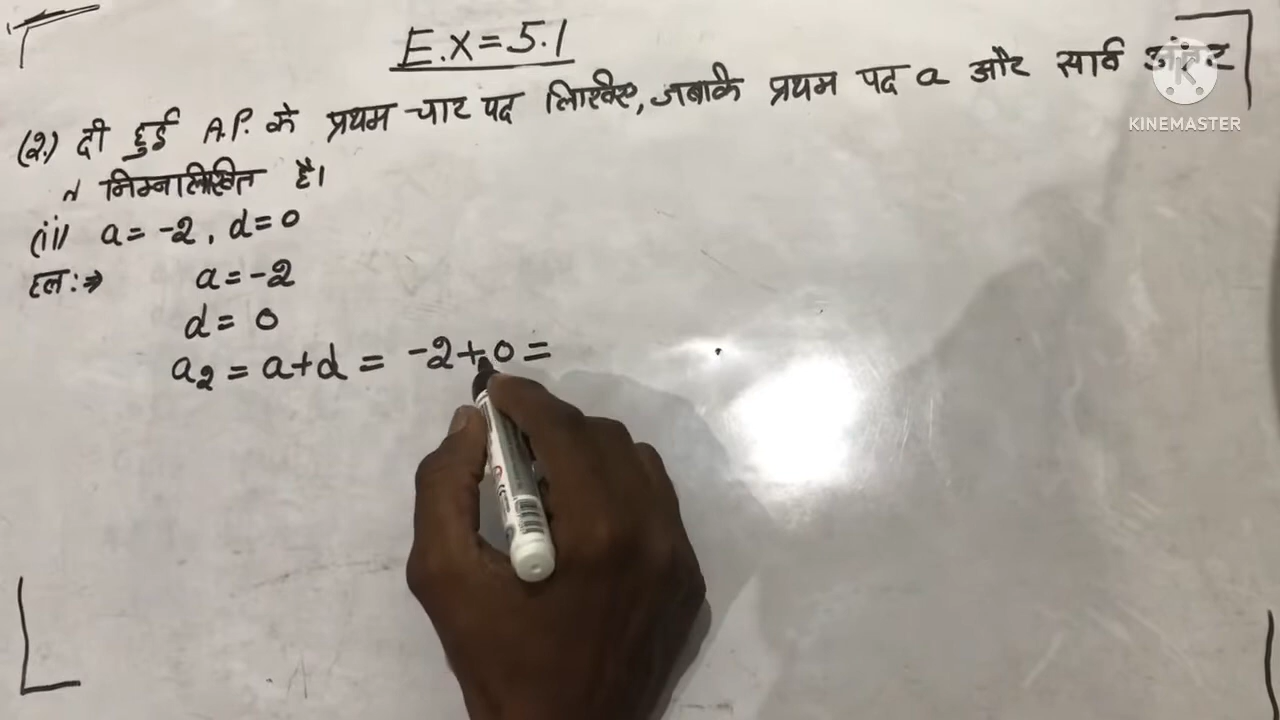 E.X = 5.1
(2.) दी हुई A.P. के प्रथम चार पद लिखिए, जबकि प्रथम पद a और सार्व अंतर
d निम्नलिखित है।
(ii) a = -2, d = 0
हल :⇒ a = -2
d = 0
a₂ = a+d = -2+0 =
KINEMASTER